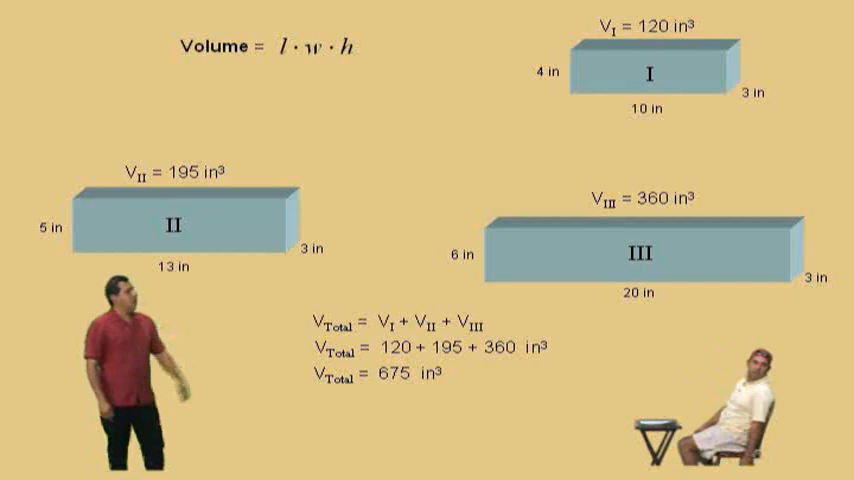 Volume = l · w · h
V_I = 120 in³
4 in
I
3 in
10 in
V_II = 195 in³
5 in
II
3 in
13 in
V_III = 360 in³
6 in
III
3 in
20 in
V_Total = V_I + V_II + V_III
V_Total = 120 + 195 + 360 in³
V_Total = 675 in³